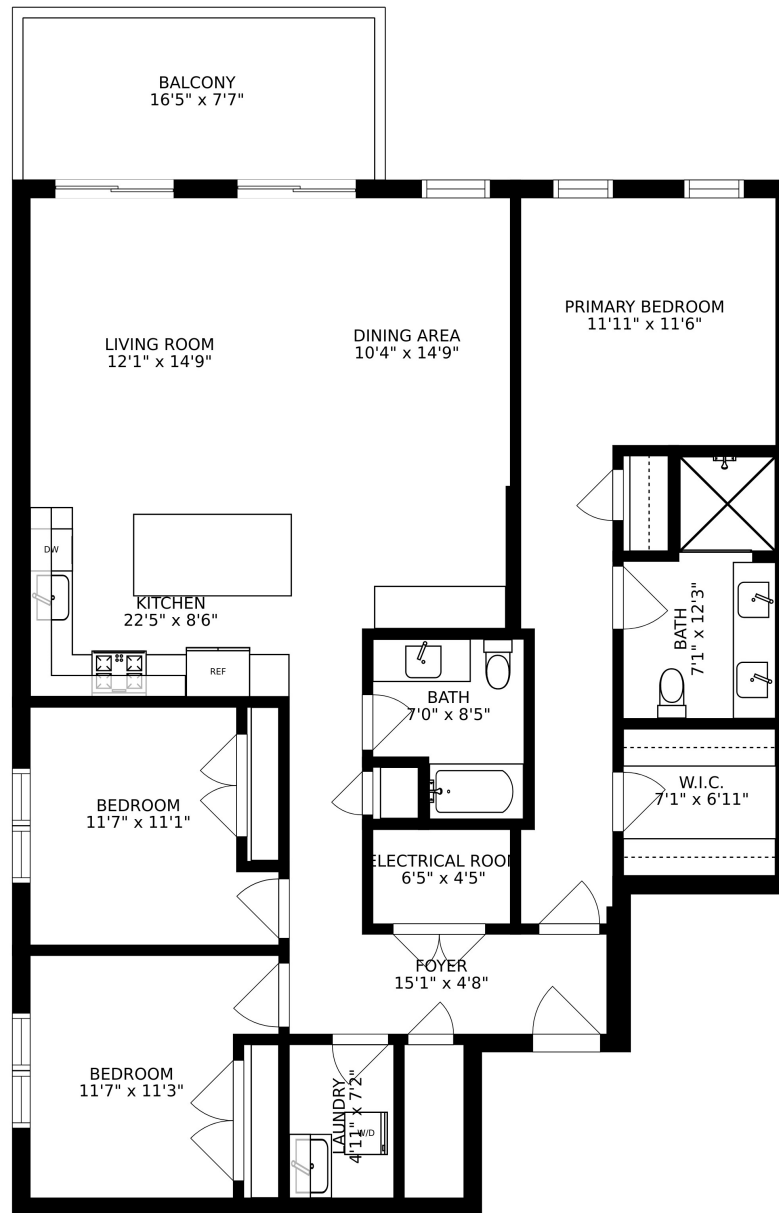 BALCONY
16'5" x 7'7"
PRIMARY BEDROOM
11'11" x 11'6"
LIVING ROOM
12'1" x 14'9"
DINING AREA
10'4" x 14'9"
DW
KITCHEN
22'5" x 8'6"
REF
BATH
7'1" x 12'3"
BATH
7'0" x 8'5"
W.I.C.
7'1" x 6'11"
BEDROOM
11'7" x 11'1"
ELECTRICAL ROOM
6'5" x 4'5"
FOYER
15'1" x 4'8"
BEDROOM
11'7" x 11'3"
LAUNDRY
4'11" x 7'2"
W/D